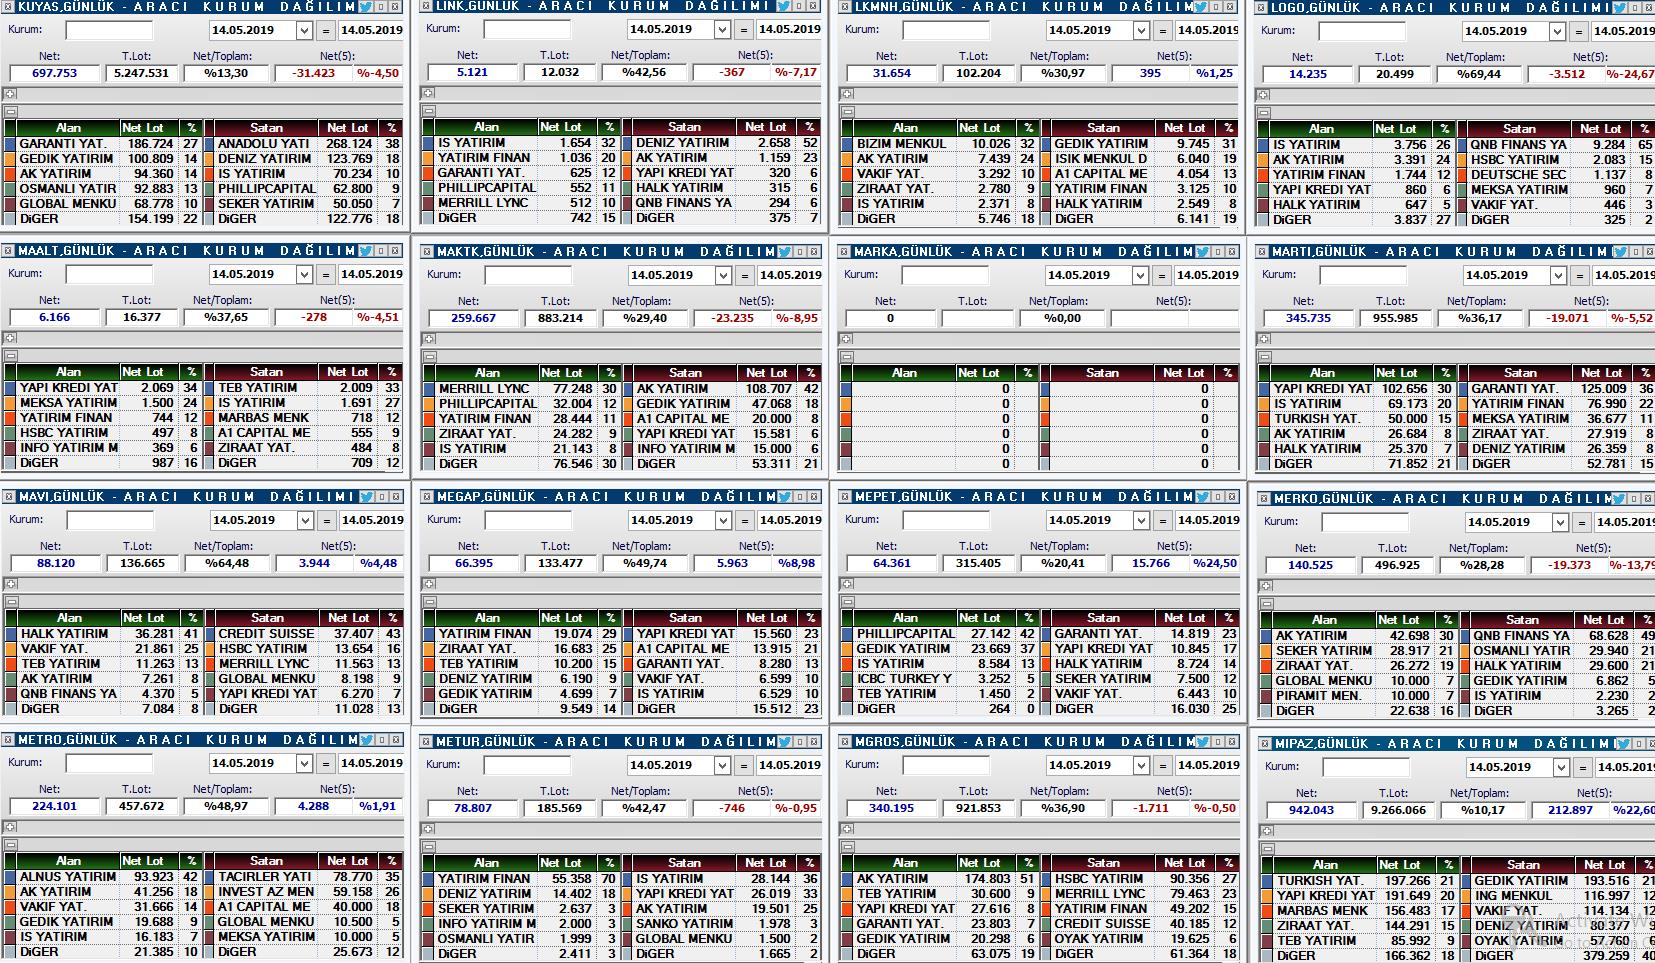 KUYAS,GÜNLÜK - ARACI KURUM DAĞILIM
Kurum: 14.05.2019 = 14.05.2019
Net: T.Lot: Net/Toplam: Net(5):
697.753 5.247.531 %13,30 -31.423 %-4,50
Alan Net Lot % Satan Net Lot %
GARANTI YAT. 186.724 27 ANADOLU YATI 268.124 38
GEDIK YATIRIM 100.809 14 DENIZ YATIRIM 123.769 18
AK YATIRIM 94.360 14 IS YATIRIM 70.234 10
OSMANLI YATIR 92.883 13 PHILLIPCAPITAL 62.800 9
GLOBAL MENKU 68.778 10 SEKER YATIRIM 50.050 7
DiGER 154.199 22 DiGER 122.776 18
LINK,GÜNLÜK - ARACI KURUM DAĞILIM
Kurum: 14.05.2019 = 14.05.2019
Net: T.Lot: Net/Toplam: Net(5):
5.121 12.032 %42,56 -367 %-7,17
Alan Net Lot % Satan Net Lot %
IS YATIRIM 1.654 32 DENIZ YATIRIM 2.658 52
YATIRIM FINAN 1.036 20 AK YATIRIM 1.159 23
GARANTI YAT. 625 12 YAPI KREDI YAT 320 6
PHILLIPCAPITAL 552 11 HALK YATIRIM 315 6
MERRILL LYNC 512 10 QNB FINANS YA 294 6
DiGER 742 15 DiGER 375 7
LKMNH,GÜNLÜK - ARACI KURUM DAĞILIM
Kurum: 14.05.2019 = 14.05.2019
Net: T.Lot: Net/Toplam: Net(5):
31.654 102.204 %30,97 395 %1,25
Alan Net Lot % Satan Net Lot %
BIZIM MENKUL 10.026 32 GEDIK YATIRIM 9.745 31
AK YATIRIM 7.439 24 ISIK MENKUL D 6.040 19
VAKIF YAT. 3.292 10 A1 CAPITAL ME 4.054 13
ZIRAAT YAT. 2.780 9 YATIRIM FINAN 3.125 10
IS YATIRIM 2.371 8 HALK YATIRIM 2.549 8
DiGER 5.746 18 DiGER 6.141 19
LOGO,GÜNLÜK - ARACI KURUM DAĞILIMI
Kurum: 14.05.2019 = 14.05.2019
Net: T.Lot: Net/Toplam: Net(5):
14.235 20.499 %69,44 -3.512 %-24,67
Alan Net Lot % Satan Net Lot %
IS YATIRIM 3.756 26 QNB FINANS YA 9.284 65
AK YATIRIM 3.391 24 HSBC YATIRIM 2.083 15
YATIRIM FINAN 1.744 12 DEUTSCHE SEC 1.137 8
YAPI KREDI YAT 860 6 MEKSA YATIRIM 960 7
HALK YATIRIM 647 5 VAKIF YAT. 446 3
DiGER 3.837 27 DiGER 325 2
MAALT,GÜNLÜK - ARACI KURUM DAĞILIM
Kurum: 14.05.2019 = 14.05.2019
Net: T.Lot: Net/Toplam: Net(5):
6.166 16.377 %37,65 -278 %-4,51
Alan Net Lot % Satan Net Lot %
YAPI KREDI YAT 2.069 34 TEB YATIRIM 2.009 33
MEKSA YATIRIM 1.500 24 IS YATIRIM 1.691 27
YATIRIM FINAN 744 12 MARBAS MENK 718 12
HSBC YATIRIM 497 8 A1 CAPITAL ME 555 9
INFO YATIRIM M 369 6 ZIRAAT YAT. 484 8
DiGER 987 16 DiGER 709 12
MAKTK,GÜNLÜK - ARACI KURUM DAĞILIM
Kurum: 14.05.2019 = 14.05.2019
Net: T.Lot: Net/Toplam: Net(5):
259.667 883.214 %29,40 -23.235 %-8,95
Alan Net Lot % Satan Net Lot %
MERRILL LYNC 77.248 30 AK YATIRIM 108.707 42
PHILLIPCAPITAL 32.004 12 GEDIK YATIRIM 47.068 18
YATIRIM FINAN 28.444 11 A1 CAPITAL ME 20.000 8
ZIRAAT YAT. 24.282 9 YAPI KREDI YAT 15.581 6
IS YATIRIM 21.143 8 INFO YATIRIM M 15.000 6
DiGER 76.546 30 DiGER 53.311 21
MARKA,GÜNLÜK - ARACI KURUM DAĞILIM
Kurum: 14.05.2019 = 14.05.2019
Net: T.Lot: Net/Toplam: Net(5):
0 %0,00
Alan Net Lot % Satan Net Lot %
0 0
0 0
0 0
0 0
0 0
0 0
MARTI,GÜNLÜK - ARACI KURUM DAĞILIM
Kurum: 14.05.2019 = 14.05.2019
Net: T.Lot: Net/Toplam: Net(5):
345.735 955.985 %36,17 -19.071 %-5,52
Alan Net Lot % Satan Net Lot %
YAPI KREDI YAT 102.656 30 GARANTI YAT. 125.009 36
IS YATIRIM 69.173 20 YATIRIM FINAN 76.990 22
TURKISH YAT. 50.000 15 MEKSA YATIRIM 36.677 11
AK YATIRIM 26.684 8 ZIRAAT YAT. 27.919 8
HALK YATIRIM 25.370 7 DENIZ YATIRIM 26.359 8
DiGER 71.852 21 DiGER 52.781 15
MAVI,GÜNLÜK - ARACI KURUM DAĞILIMI
Kurum: 14.05.2019 = 14.05.2019
Net: T.Lot: Net/Toplam: Net(5):
88.120 136.665 %64,48 3.944 %4,48
Alan Net Lot % Satan Net Lot %
HALK YATIRIM 36.281 41 CREDIT SUISSE 37.407 43
VAKIF YAT. 21.861 25 HSBC YATIRIM 13.654 16
TEB YATIRIM 11.263 13 MERRILL LYNC 11.563 13
AK YATIRIM 7.261 8 GLOBAL MENKU 8.198 9
QNB FINANS YA 4.370 5 YAPI KREDI YAT 6.270 7
DiGER 7.084 8 DiGER 11.028 13
MEGAP,GÜNLÜK - ARACI KURUM DAĞILIM
Kurum: 14.05.2019 = 14.05.2019
Net: T.Lot: Net/Toplam: Net(5):
66.395 133.477 %49,74 5.963 %8,98
Alan Net Lot % Satan Net Lot %
YATIRIM FINAN 19.074 29 YAPI KREDI YAT 15.560 23
ZIRAAT YAT. 16.683 25 A1 CAPITAL ME 13.915 21
TEB YATIRIM 10.200 15 GARANTI YAT. 8.280 13
DENIZ YATIRIM 6.190 9 VAKIF YAT. 6.599 10
GEDIK YATIRIM 4.699 7 IS YATIRIM 6.529 10
DiGER 9.549 14 DiGER 15.512 23
MEPET,GÜNLÜK - ARACI KURUM DAĞILIM
Kurum: 14.05.2019 = 14.05.2019
Net: T.Lot: Net/Toplam: Net(5):
64.361 315.405 %20,41 15.766 %24,50
Alan Net Lot % Satan Net Lot %
PHILLIPCAPITAL 27.142 42 GARANTI YAT. 14.819 23
GEDIK YATIRIM 23.669 37 YAPI KREDI YAT 10.845 17
IS YATIRIM 8.584 13 HALK YATIRIM 8.724 14
ICBC TURKEY Y 3.252 5 SEKER YATIRIM 7.500 12
TEB YATIRIM 1.450 2 VAKIF YAT. 6.443 10
DiGER 264 0 DiGER 16.030 25
MERKO,GÜNLÜK - ARACI KURUM DAĞILIM
Kurum: 14.05.2019 = 14.05.2019
Net: T.Lot: Net/Toplam: Net(5):
140.525 496.925 %28,28 -19.373 %-13,79
Alan Net Lot % Satan Net Lot %
AK YATIRIM 42.698 30 QNB FINANS YA 68.628 49
SEKER YATIRIM 28.917 21 OSMANLI YATIR 29.940 21
ZIRAAT YAT. 26.272 19 HALK YATIRIM 29.600 21
GLOBAL MENKU 10.000 7 GEDIK YATIRIM 6.862 5
PIRAMIT MEN. 10.000 7 IS YATIRIM 2.230 2
DiGER 22.638 16 DiGER 3.265 2
METRO,GÜNLÜK - ARACI KURUM DAĞILIM
Kurum: 14.05.2019 = 14.05.2019
Net: T.Lot: Net/Toplam: Net(5):
224.101 457.672 %48,97 4.288 %1,91
Alan Net Lot % Satan Net Lot %
ALNUS YATIRIM 93.923 42 TACIRLER YATI 78.770 35
AK YATIRIM 41.256 18 INVEST AZ MEN 59.158 26
VAKIF YAT. 31.666 14 A1 CAPITAL ME 40.000 18
GEDIK YATIRIM 19.688 9 GLOBAL MENKU 10.500 5
IS YATIRIM 16.183 7 MEKSA YATIRIM 10.000 5
DiGER 21.385 10 DiGER 25.673 12
METUR,GÜNLÜK - ARACI KURUM DAĞILIM
Kurum: 14.05.2019 = 14.05.2019
Net: T.Lot: Net/Toplam: Net(5):
78.807 185.569 %42,47 -746 %-0,95
Alan Net Lot % Satan Net Lot %
YATIRIM FINAN 55.358 70 IS YATIRIM 28.144 36
DENIZ YATIRIM 14.402 18 YAPI KREDI YAT 26.019 33
SEKER YATIRIM 2.637 3 AK YATIRIM 19.501 25
INFO YATIRIM M 2.000 3 SANKO YATIRIM 1.978 3
OSMANLI YATIR 1.999 3 GLOBAL MENKU 1.500 2
DiGER 2.411 3 DiGER 1.665 2
MGROS,GÜNLÜK - ARACI KURUM DAĞILIM
Kurum: 14.05.2019 = 14.05.2019
Net: T.Lot: Net/Toplam: Net(5):
340.195 921.853 %36,90 -1.711 %-0,50
Alan Net Lot % Satan Net Lot %
AK YATIRIM 174.803 51 HSBC YATIRIM 90.356 27
TEB YATIRIM 30.600 9 MERRILL LYNC 79.463 23
YAPI KREDI YAT 27.616 8 YATIRIM FINAN 49.202 15
GARANTI YAT. 23.803 7 CREDIT SUISSE 40.185 12
GEDIK YATIRIM 20.298 6 OYAK YATIRIM 19.625 6
DiGER 63.075 19 DiGER 61.364 18
MIPAZ,GÜNLÜK - ARACI KURUM DAĞILIM
Kurum: 14.05.2019 = 14.05.2019
Net: T.Lot: Net/Toplam: Net(5):
942.043 9.266.066 %10,17 212.897 %22,60
Alan Net Lot % Satan Net Lot %
TURKISH YAT. 197.266 21 GEDIK YATIRIM 193.516 21
YAPI KREDI YAT 191.649 20 ING MENKUL 116.997 12
MARBAS MENK 156.483 17 VAKIF YAT. 114.134 12
ZIRAAT YAT. 144.291 15 DENIZ YATIRIM 80.377 9
TEB YATIRIM 85.992 9 OYAK YATIRIM 57.760 6
DiGER 166.362 18 DiGER 379.259 40